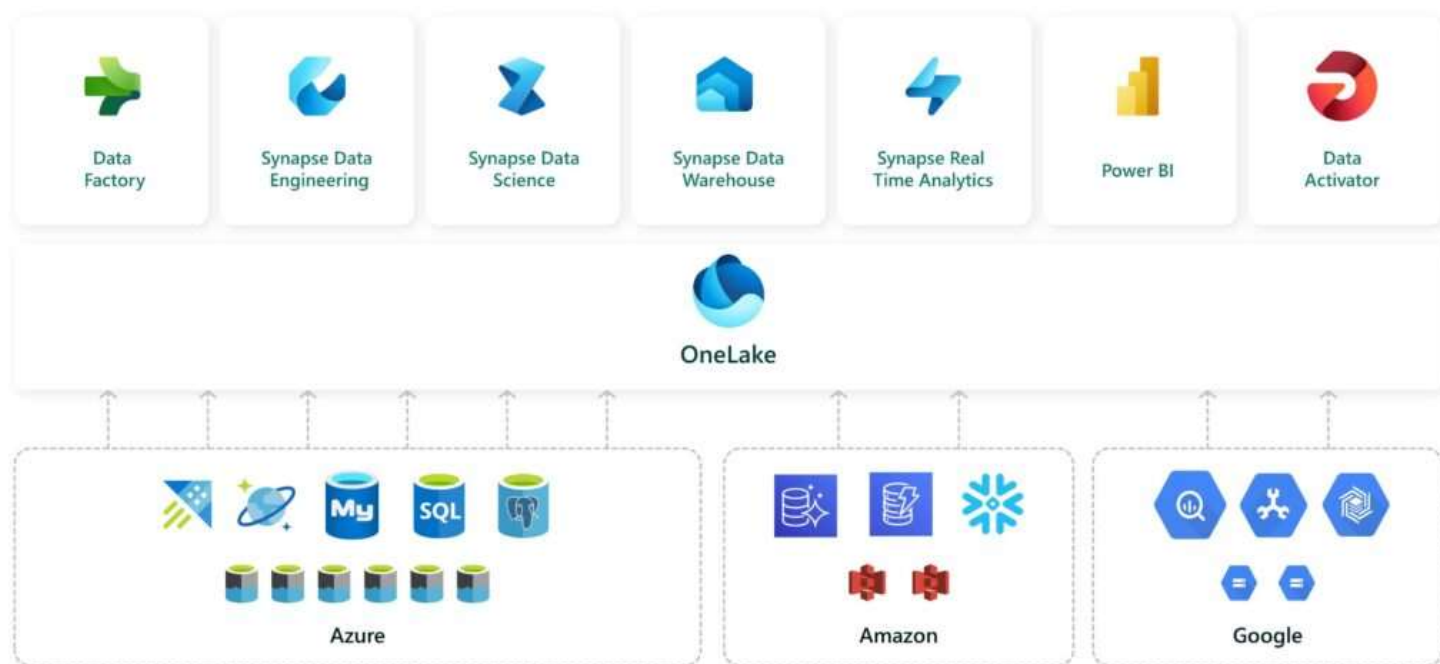 Data
Factory
Synapse Data
Engineering
Synapse Data
Science
Synapse Data
Warehouse
Synapse Real
Time Analytics
Power BI
Data
Activator
OneLake
My
SQL
Azure
Amazon
Google